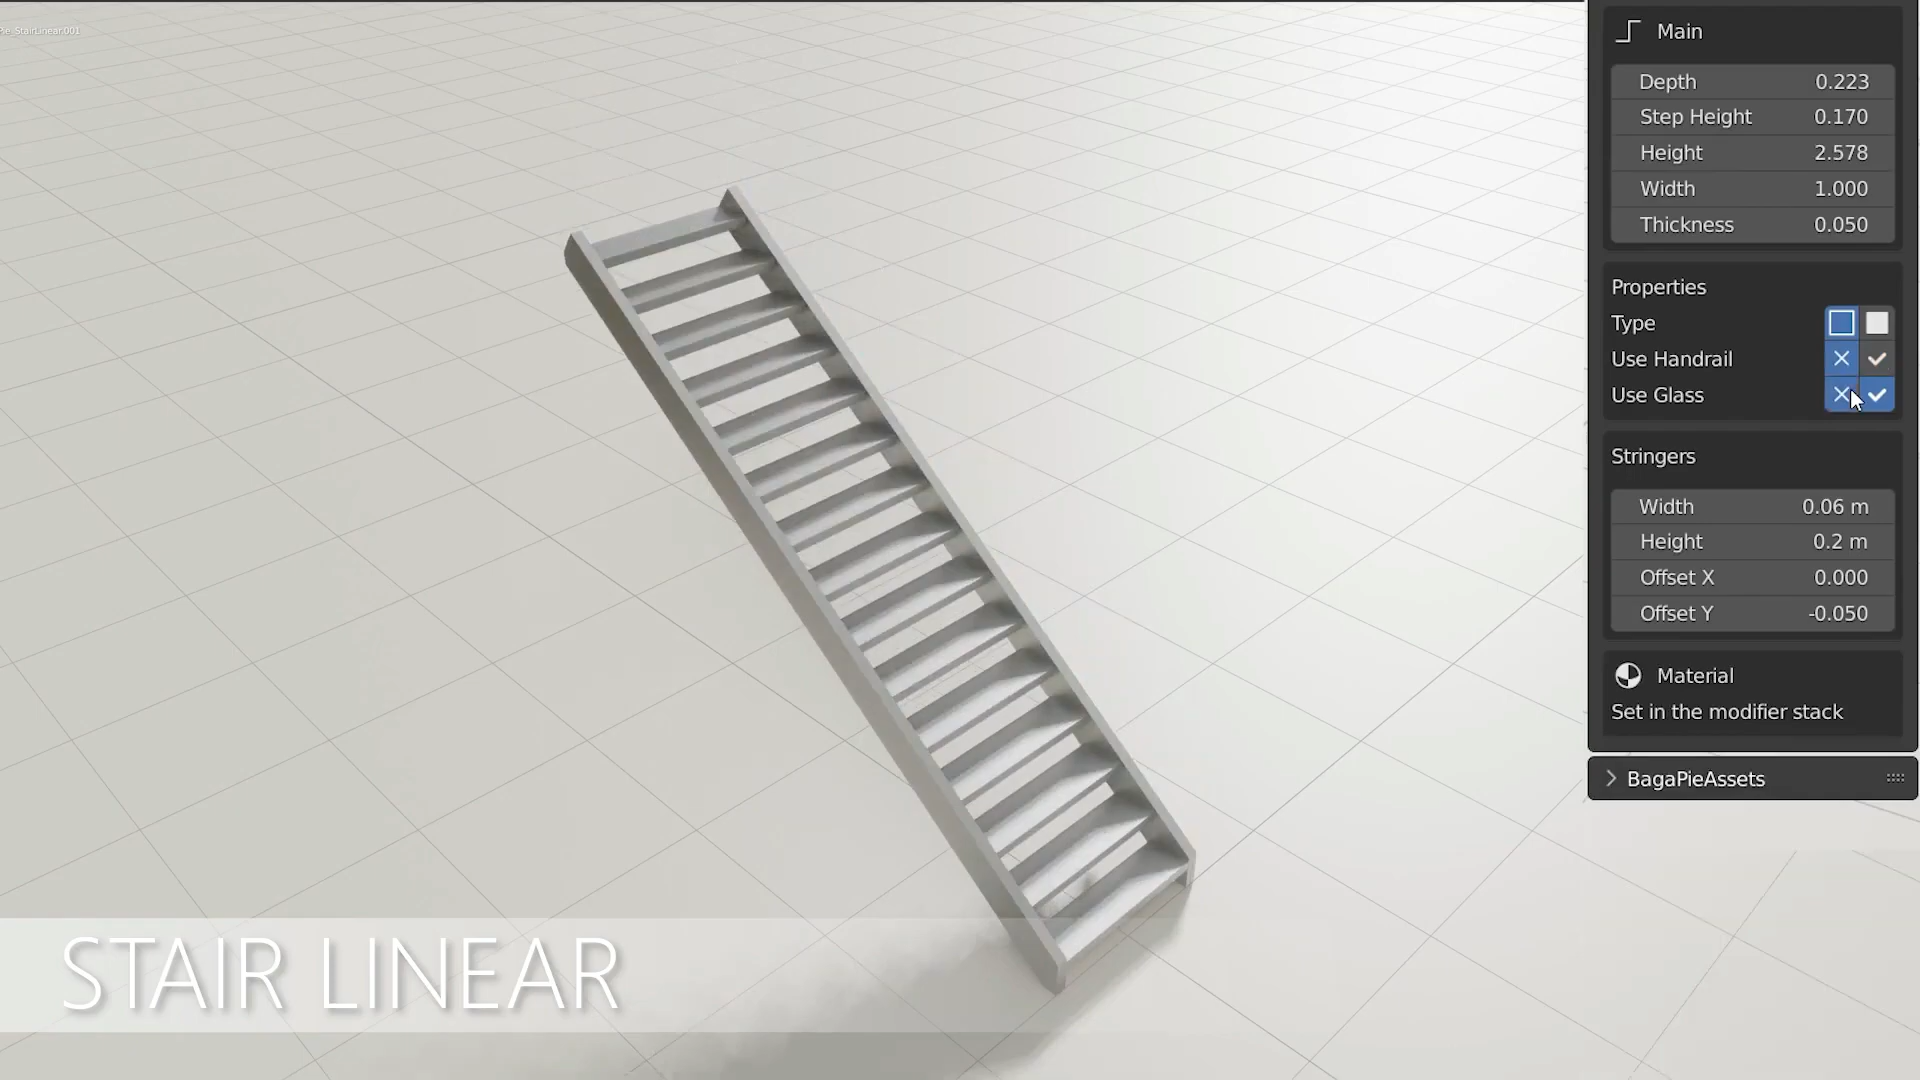 Pie_StairLinear.001
Main
Depth 0.223
Step Height 0.170
Height 2.578
Width 1.000
Thickness 0.050
Properties
Type
Use Handrail
Use Glass
Stringers
Width 0.06 m
Height 0.2 m
Offset X 0.000
Offset Y -0.050
Material
Set in the modifier stack
BagaPieAssets
STAIR LINEAR